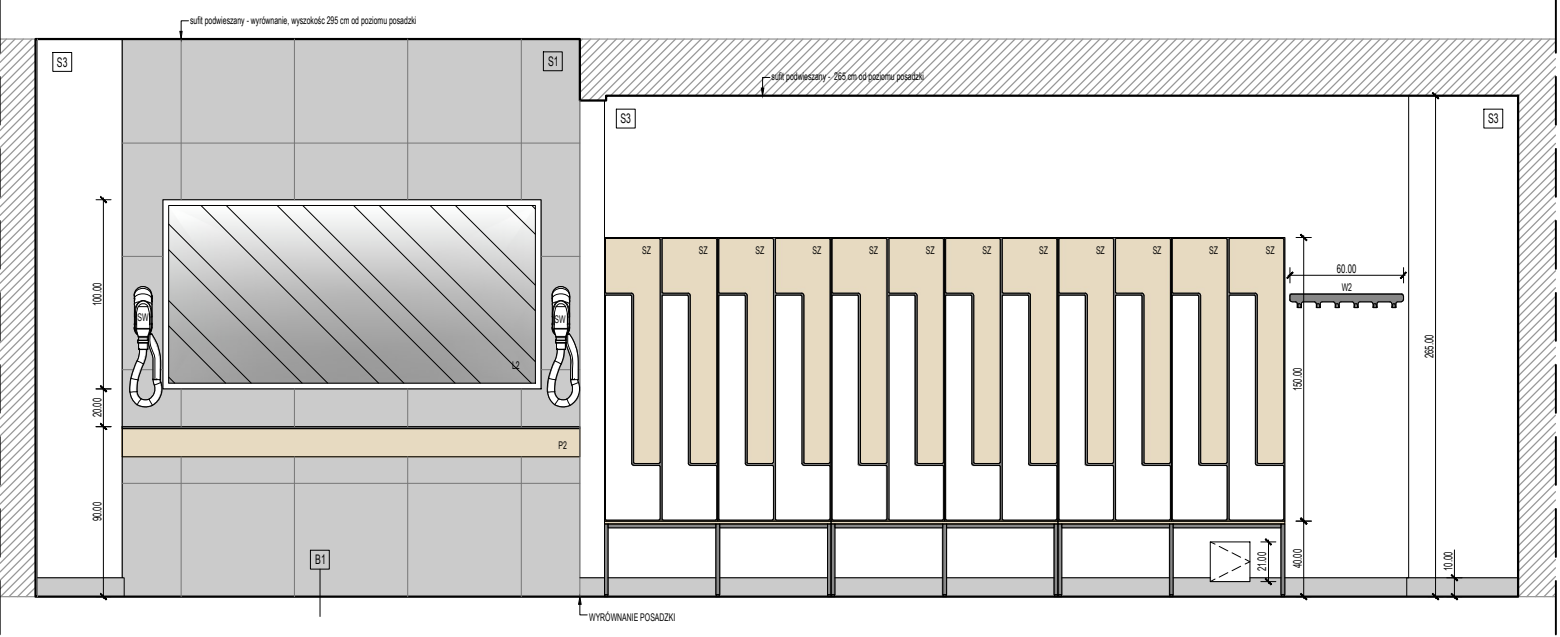 sufit podwieszany - wyrównanie, wyszokośc 295 cm od poziomu posadzki
S3
S1
sufit podwieszany - 265 cm od poziomu posadzki
S3
S3
SZ SZ SZ SZ SZ SZ SZ SZ SZ SZ SZ SZ
60.00
W2
100.00
SW
SW
L2
265.00
150.00
20.00
P2
90.00
B1
21.00
40.00
10.00
WYRÓWNANIE POSADZKI